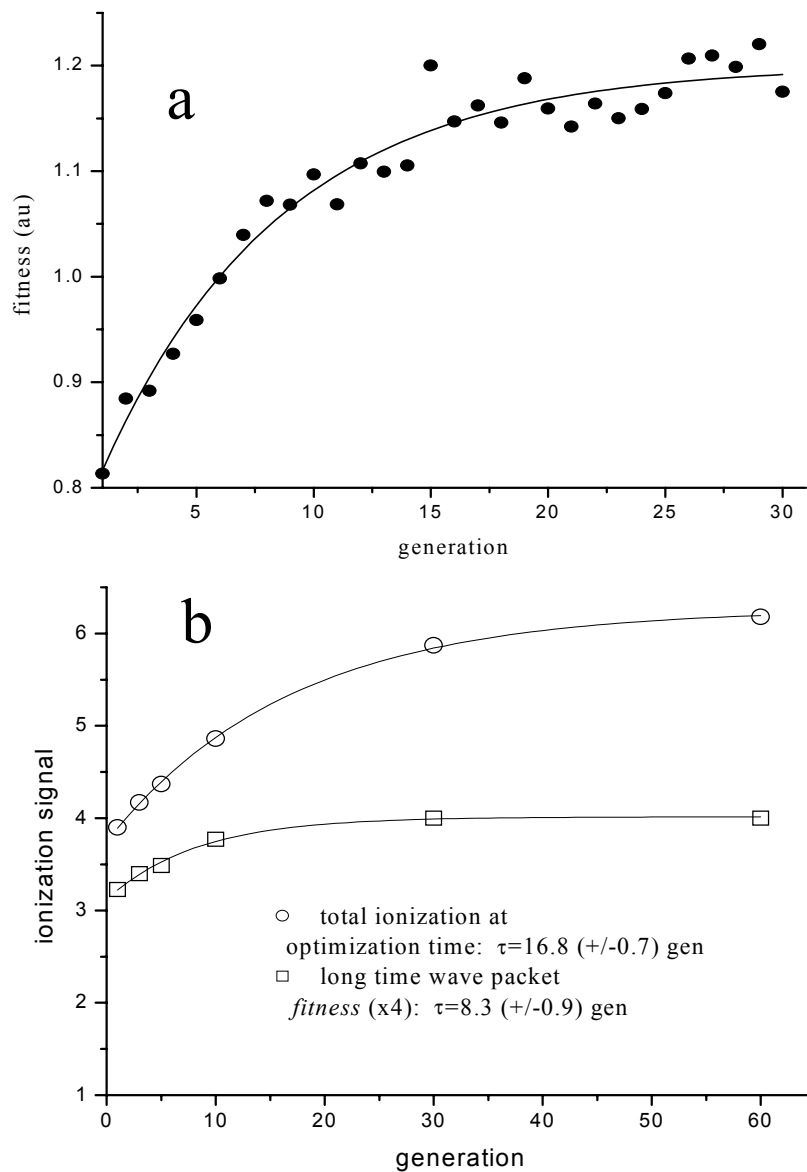 a
1.2
1.1
1.0
0.9
0.8
fitness (au)
5 10 15 20 25 30
generation
b
6
5
4
3
2
1
ionization signal
total ionization at
optimization time: τ=16.8 (+/-0.7) gen
long time wave packet
fitness (x4): τ=8.3 (+/-0.9) gen
0 10 20 30 40 50 60
generation